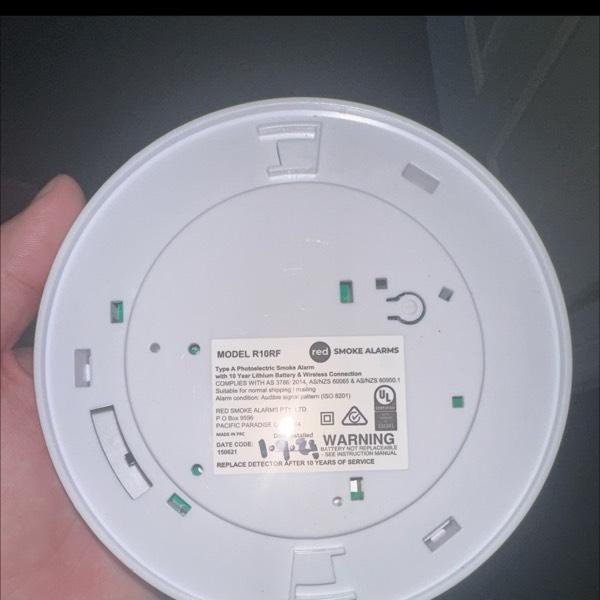 MODEL R10RF
red SMOKE ALARMS
Type A Photoelectric Smoke Alarm
with 10 Year Lithium Battery & Wireless Connection
COMPLIES WITH AS 3786: 2014, AS/NZS 60065 & AS/NZS 60950.1
Suitable for normal shipping / mailing
Alarm condition: Audible signal pattern (ISO 8201)
RED SMOKE ALARMS PTY. LTD.
P O Box 9596
PACIFIC PARADISE
MADE IN PRC
Date Installed
DATE CODE:
150621
UL
CERTIFIED
WARNING
BATTERY NOT REPLACEABLE
- SEE INSTRUCTION MANUAL
REPLACE DETECTOR AFTER 10 YEARS OF SERVICE